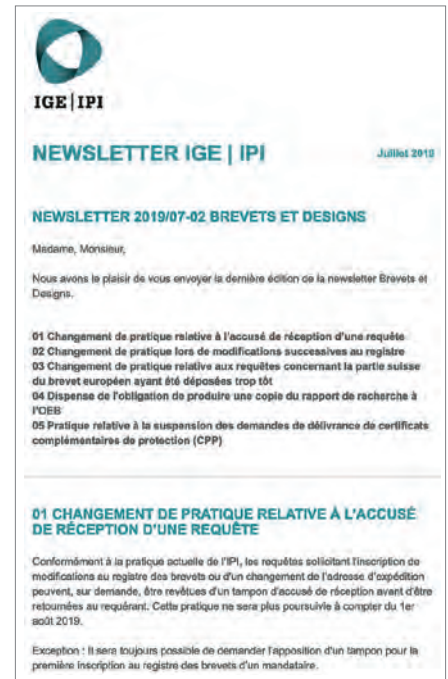 IGE|IPI
NEWSLETTER IGE | IPI
Juillet 2019
NEWSLETTER 2019/07-02 BREVETS ET DESIGNS
Madame, Monsieur,
Nous avons le plaisir de vous envoyer la dernière édition de la newsletter Brevets et
Designs.
01 Changement de pratique relative à l'accusé de réception d'une requête
02 Changement de pratique lors de modifications successives au registre
03 Changement de pratique relative aux requêtes concernant la partie suisse
du brevet européen ayant été déposées trop tôt
04 Dispense de l'obligation de produire une copie du rapport de recherche à
l'OEB
05 Pratique relative à la suspension des demandes de délivrance de certificats
complémentaires de protection (CPP)
01 CHANGEMENT DE PRATIQUE RELATIVE À L'ACCUSÉ
DE RÉCEPTION D'UNE REQUÊTE
Conformément à la pratique actuelle de l'IPI, les requêtes sollicitant l'inscription de
modifications au registre des brevets ou d'un changement de l'adresse d'expédition
peuvent, sur demande, être revêtues d'un tampon d'accusé de réception avant d'être
retournées au requérant. Cette pratique ne sera plus poursuivie à compter du 1er
août 2019.
Exception : Il sera toujours possible de demander l'apposition d'un tampon pour la
première inscription au registre des brevets d'un mandataire.